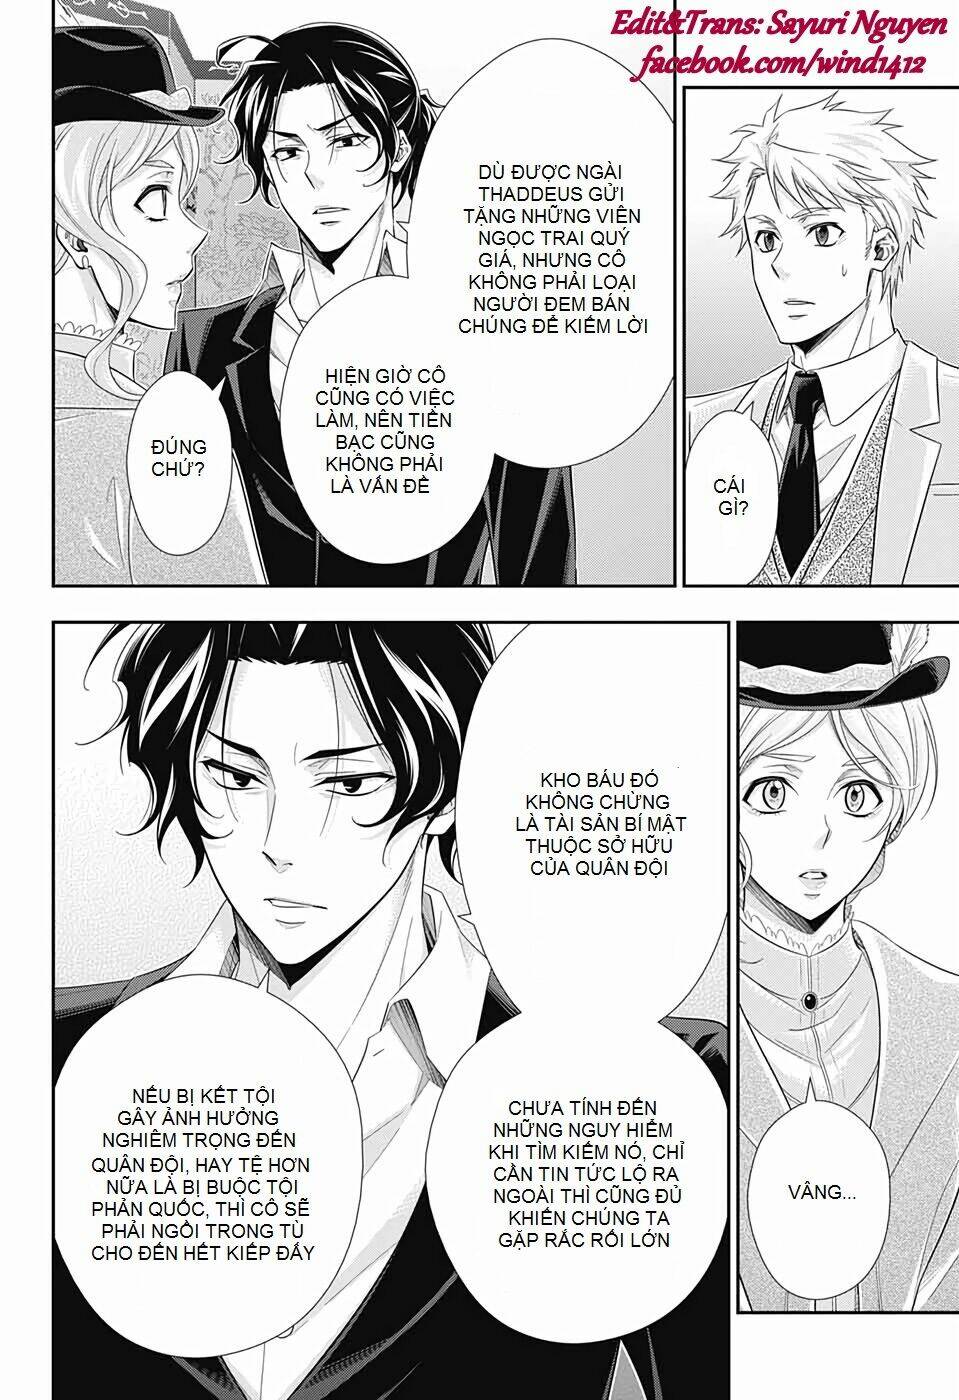 Edit&Trans: Sayuri Nguyen
facebook.com/wind1412
CÁI
GÌ?
DÙ ĐƯỢC NGÀI
THADDEUS GỬI
TẶNG NHỮNG VIÊN
NGỌC TRAI QUÝ
GIÁ, NHƯNG CÔ
KHÔNG PHẢI LOẠI
NGƯỜI ĐEM BÁN
CHÚNG ĐỂ KIẾM LỜI
HIỆN GIỜ CÔ
CŨNG CÓ VIỆC
LÀM, NÊN TIỀN
BẠC CŨNG
KHÔNG PHẢI
LÀ VẤN ĐỀ
ĐÚNG
CHỨ?
VÂNG...
KHO BÁU ĐÓ
KHÔNG CHỪNG
LÀ TÀI SẢN BÍ MẬT
THUỘC SỞ HỮU
CỦA QUÂN ĐỘI
CHƯA TÍNH ĐẾN
NHỮNG NGUY HIỂM
KHI TÌM KIẾM NÓ, CHỈ
CẦN TIN TỨC LỘ RA
NGOÀI THÌ CŨNG ĐỦ
KHIẾN CHÚNG TA
GẶP RẮC RỐI LỚN
NẾU BỊ KẾT TỘI
GÂY ẢNH HƯỞNG
NGHIÊM TRỌNG ĐẾN
QUÂN ĐỘI, HAY TỆ HƠN
NỮA LÀ BỊ BUỘC TỘI
PHẢN QUỐC, THÌ CÔ SẼ
PHẢI NGỒI TRONG TÙ
CHO ĐẾN HẾT KIẾP ĐẤY